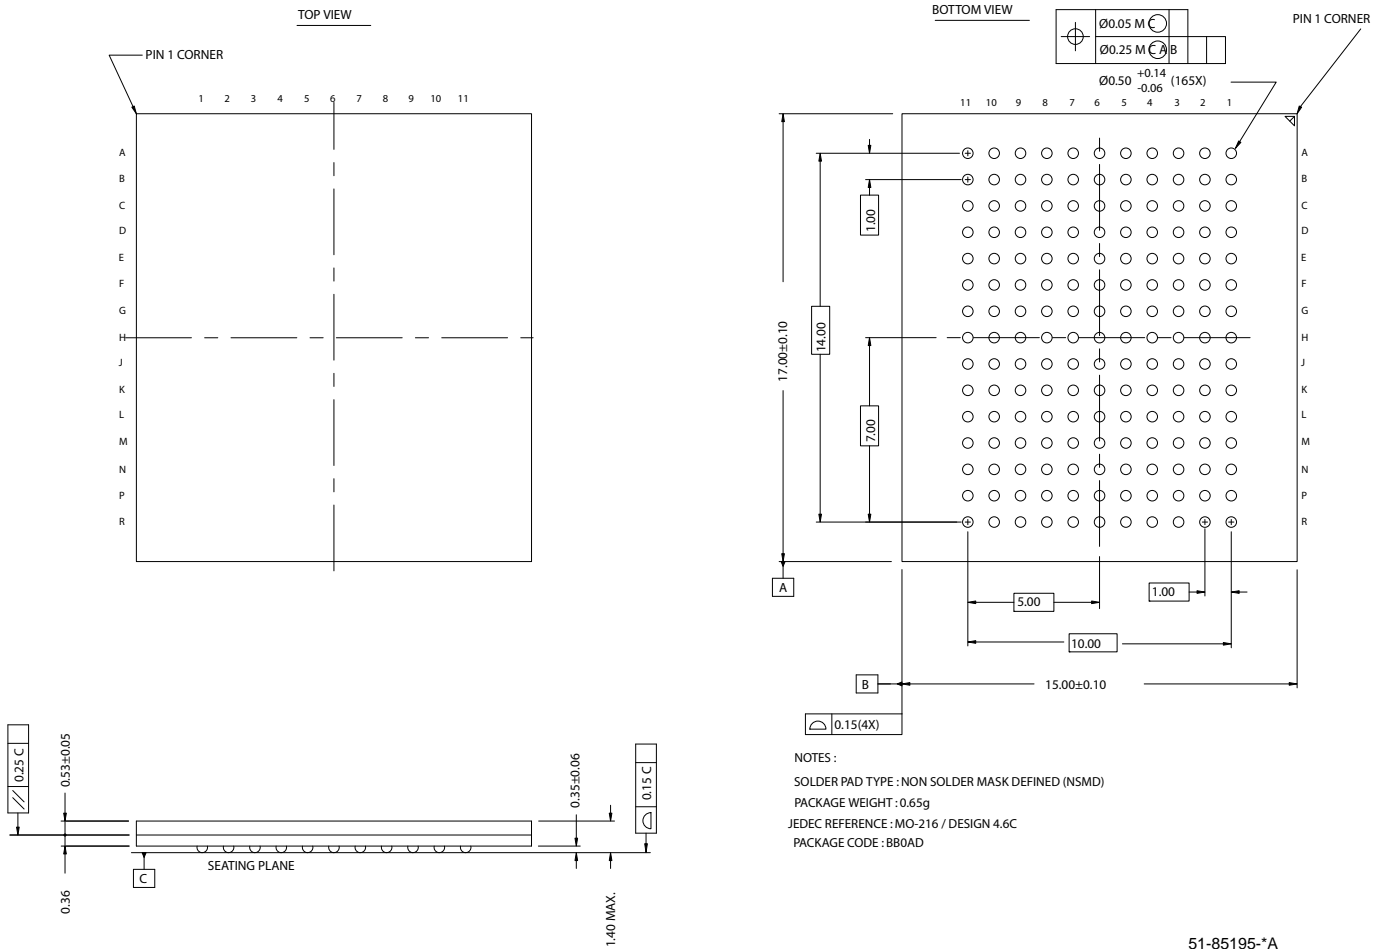 TOP VIEW
PIN 1 CORNER
1 2 3 4 5 6 7 8 9 10 11
A
B
C
D
E
F
G
H
J
K
L
M
N
P
R
BOTTOM VIEW
Ø0.05 M C
Ø0.25 M C A B
PIN 1 CORNER
Ø0.50 +0.14 -0.06 (165X)
11 10 9 8 7 6 5 4 3 2 1
A
B
C
D
E
F
G
H
J
K
L
M
N
P
R
1.00
14.00
7.00
17.00±0.10
A
5.00
1.00
10.00
B
15.00±0.10
0.15(4X)
0.25 C
0.53±0.05
0.36
C
SEATING PLANE
0.35±0.06
1.40 MAX.
0.15 C
NOTES :
SOLDER PAD TYPE : NON SOLDER MASK DEFINED (NSMD)
PACKAGE WEIGHT : 0.65g
JEDEC REFERENCE : MO-216 / DESIGN 4.6C
PACKAGE CODE : BB0AD
51-85195-*A